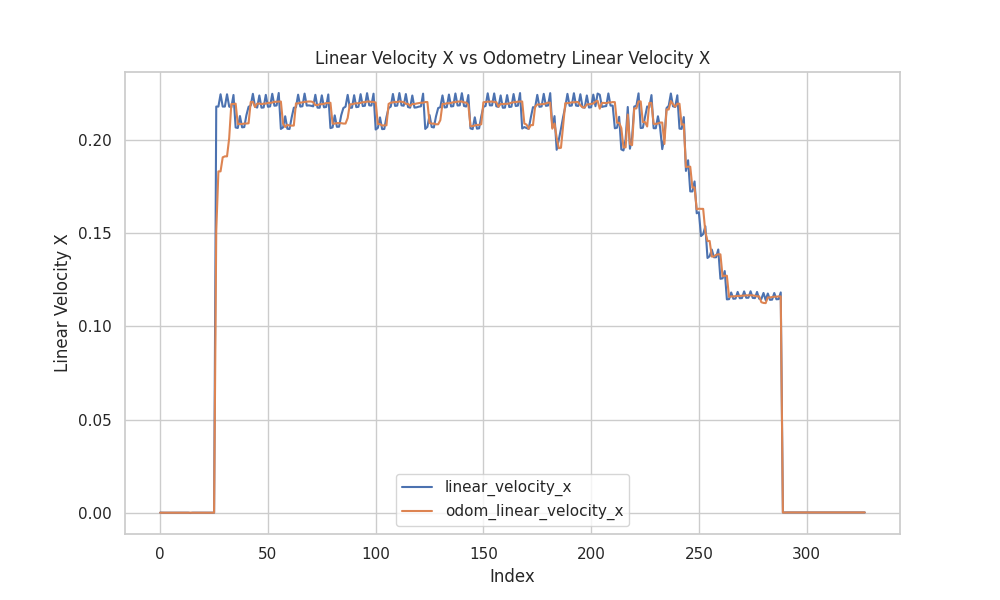 Linear Velocity X vs Odometry Linear Velocity X
Linear Velocity X
0.20
0.15
0.10
0.05
0.00
linear_velocity_x
odom_linear_velocity_x
0 50 100 150 200 250 300
Index